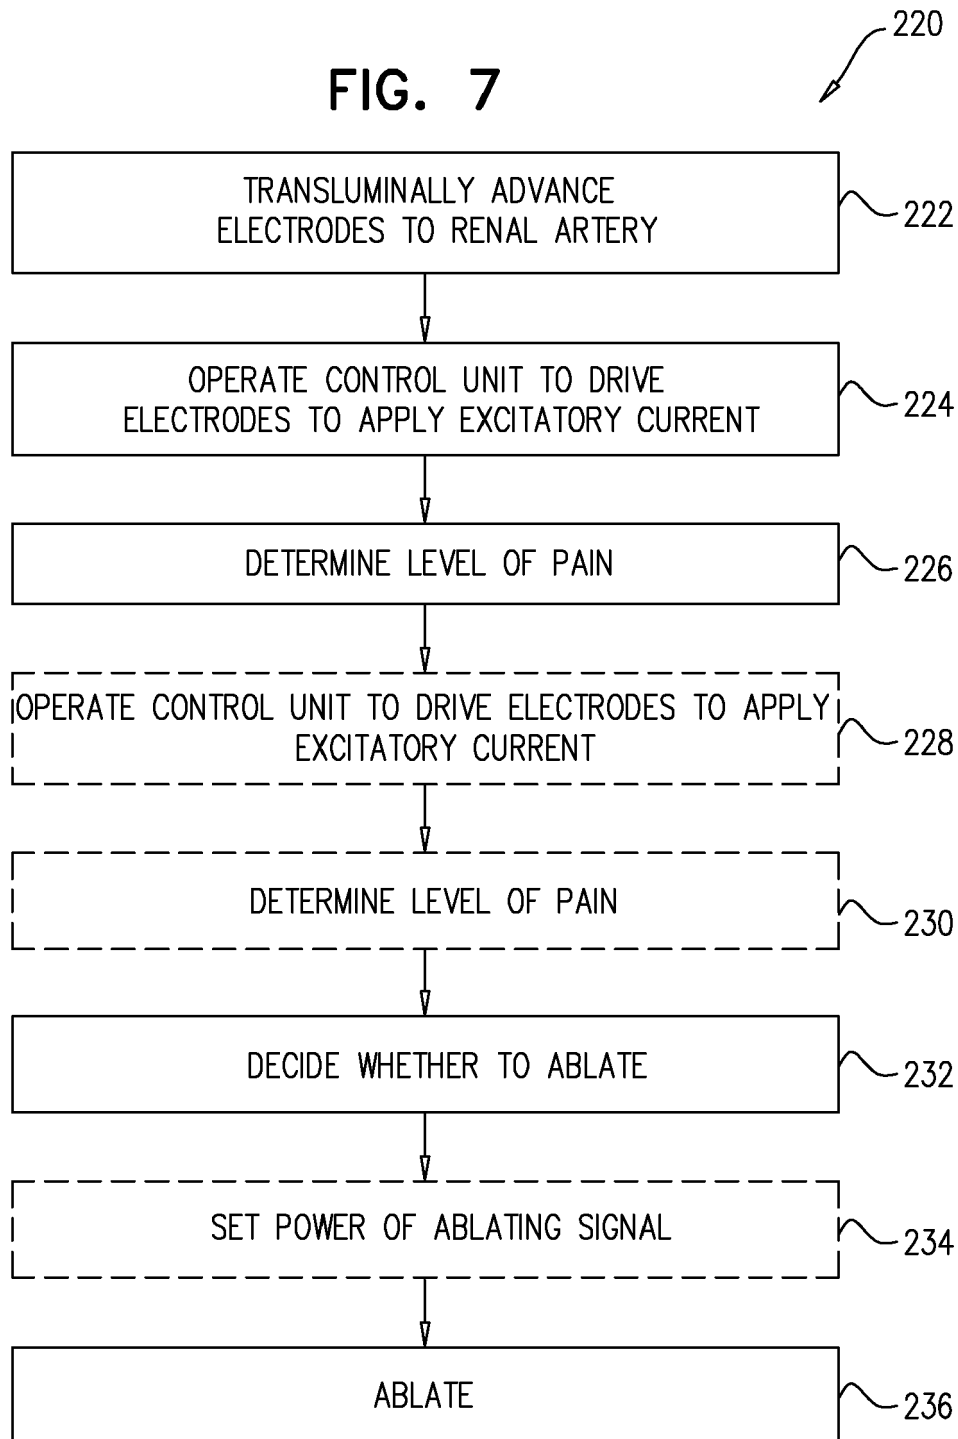 220
FIG. 7
TRANSLUMINALLY ADVANCE
ELECTRODES TO RENAL ARTERY
222
OPERATE CONTROL UNIT TO DRIVE
ELECTRODES TO APPLY EXCITATORY CURRENT
224
DETERMINE LEVEL OF PAIN
226
OPERATE CONTROL UNIT TO DRIVE ELECTRODES TO APPLY
EXCITATORY CURRENT
228
DETERMINE LEVEL OF PAIN
230
DECIDE WHETHER TO ABLATE
232
SET POWER OF ABLATING SIGNAL
234
ABLATE
236